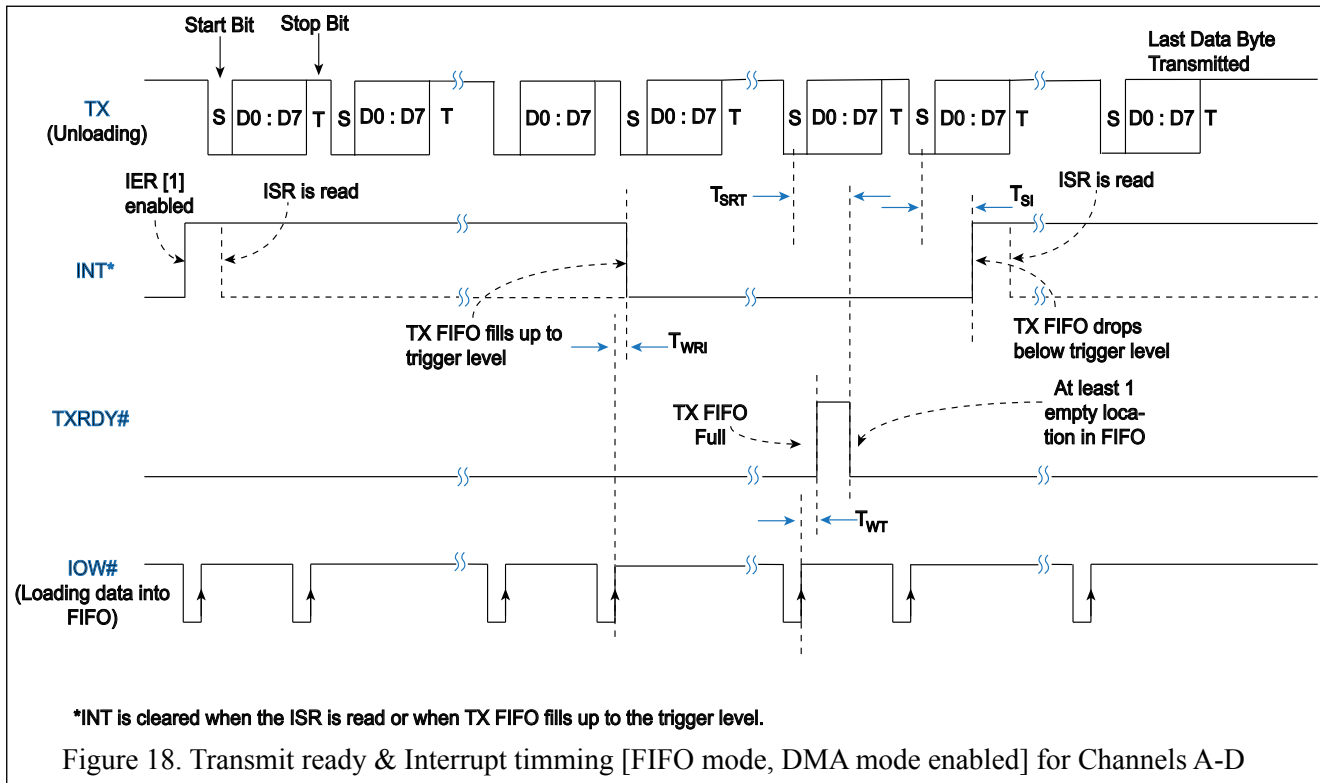 Start Bit
Stop Bit
Last Data Byte
Transmitted
TX
(Unloading)
S D0 : D7 T S D0 : D7 T D0 : D7 S D0 : D7 T S D0 : D7 T S D0 : D7 T S D0 : D7 T
IER [1]
enabled
ISR is read
TSRT
TSI
ISR is read
INT*
TX FIFO fills up to
trigger level
TWRI
TX FIFO drops
below trigger level
TXRDY#
TX FIFO
Full
At least 1
empty loca-
tion in FIFO
TWT
IOW#
(Loading data into
FIFO)
*INT is cleared when the ISR is read or when TX FIFO fills up to the trigger level.
Figure 18. Transmit ready & Interrupt timming [FIFO mode, DMA mode enabled] for Channels A-D